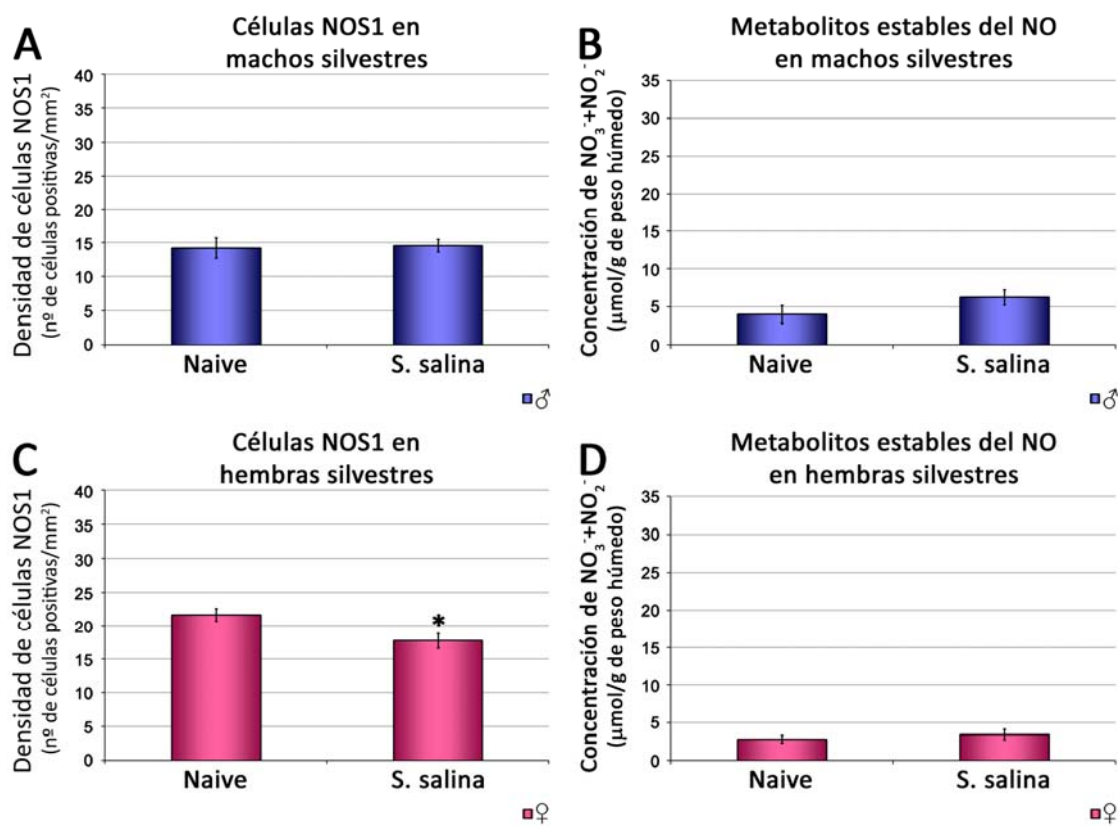 A
Células NOS1 en
machos silvestres
Densidad de células NOS1
(nº de células positivas/mm²)
40
35
30
25
20
15
10
5
0
Naive
S. salina
♂
B
Metabolitos estables del NO
en machos silvestres
Concentración de NO₃⁻+NO₂⁻
(µmol/g de peso húmedo)
35
30
25
20
15
10
5
0
Naive
S. salina
♂
C
Células NOS1 en
hembras silvestres
Densidad de células NOS1
(nº de células positivas/mm²)
40
35
30
25
20
15
10
5
0
*
Naive
S. salina
♀
D
Metabolitos estables del NO
en hembras silvestres
Concentración de NO₃⁻+NO₂⁻
(µmol/g de peso húmedo)
35
30
25
20
15
10
5
0
Naive
S. salina
♀